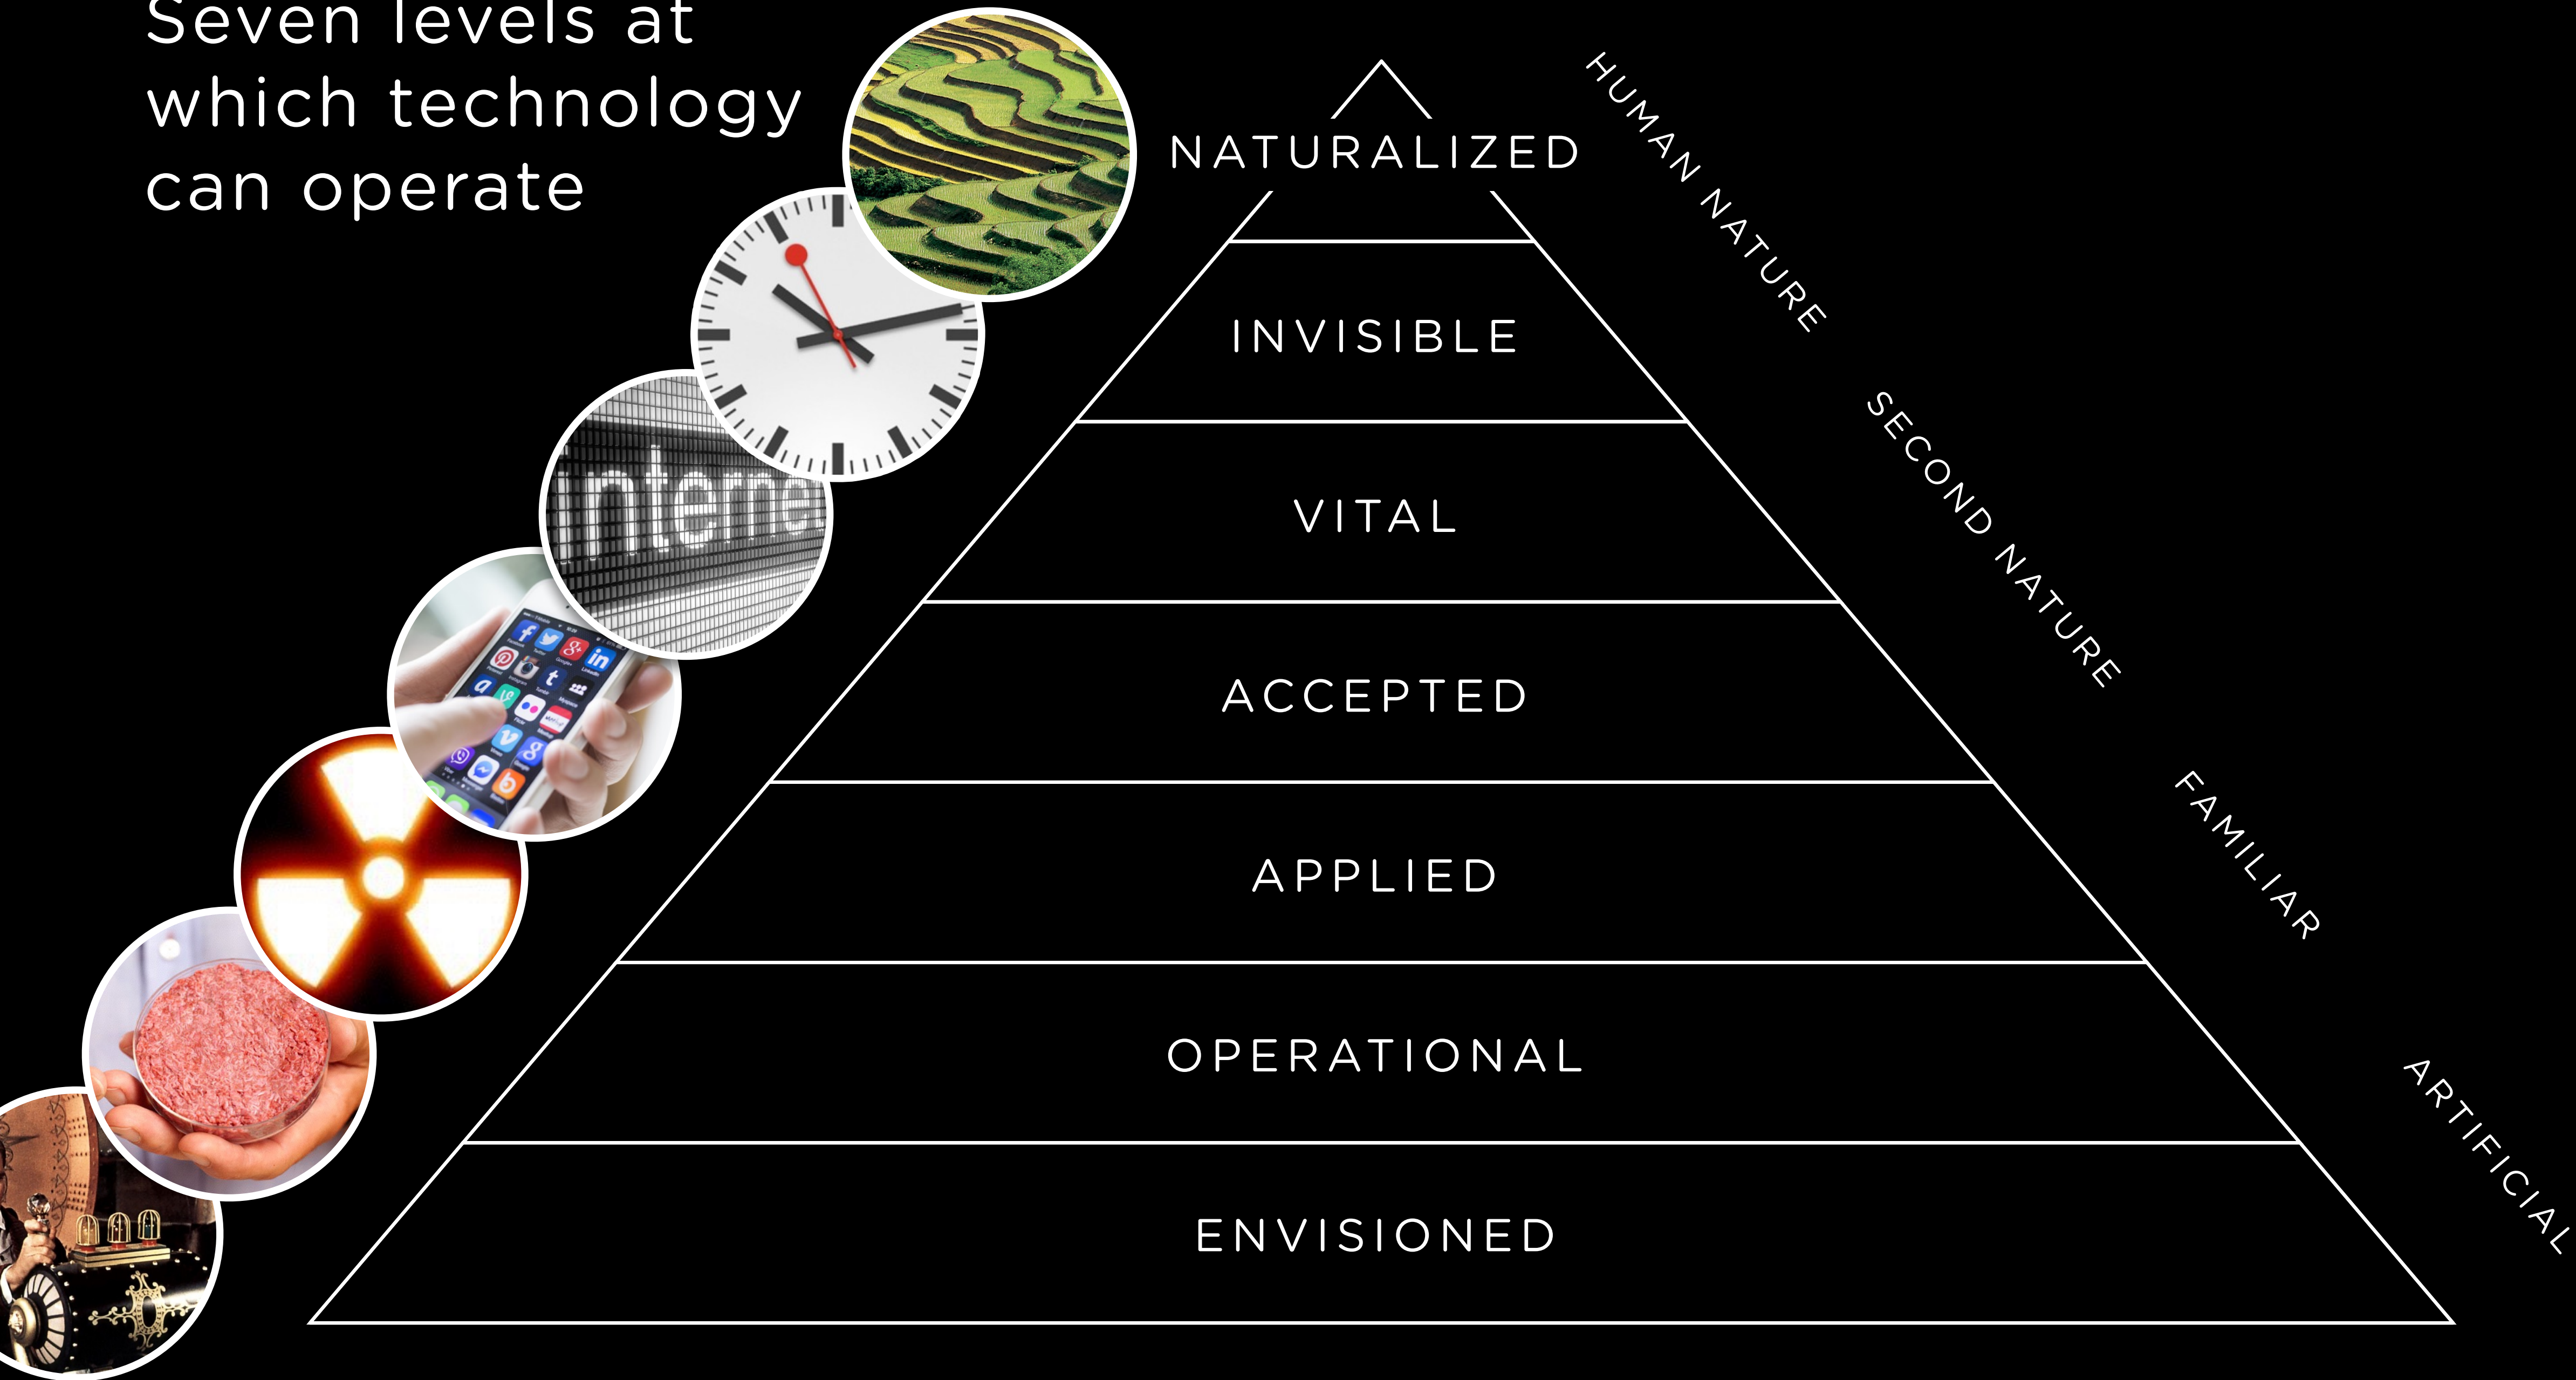 Seven levels at
which technology
can operate
NATURALIZED
INVISIBLE
VITAL
ACCEPTED
APPLIED
OPERATIONAL
ENVISIONED
HUMAN NATURE
SECOND NATURE
FAMILIAR
ARTIFICIAL
interne